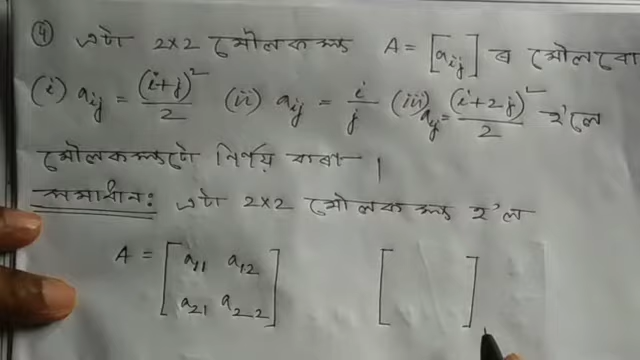 ④ এটা 2×2 মৌলকক্ষ A = [aᵢⱼ] ৰ মৌলবোৰ
(i) aᵢⱼ = (i+j)²/2 (ii) aᵢⱼ = i/j (iii) aᵢⱼ = (i+2j)²/2 হ'লে
মৌলকক্ষটো নিৰ্ণয় কৰা।
সমাধান: এটা 2×2 মৌলকক্ষ হ'ল
A = [a₁₁ a₁₂
a₂₁ a₂₂] [ ]